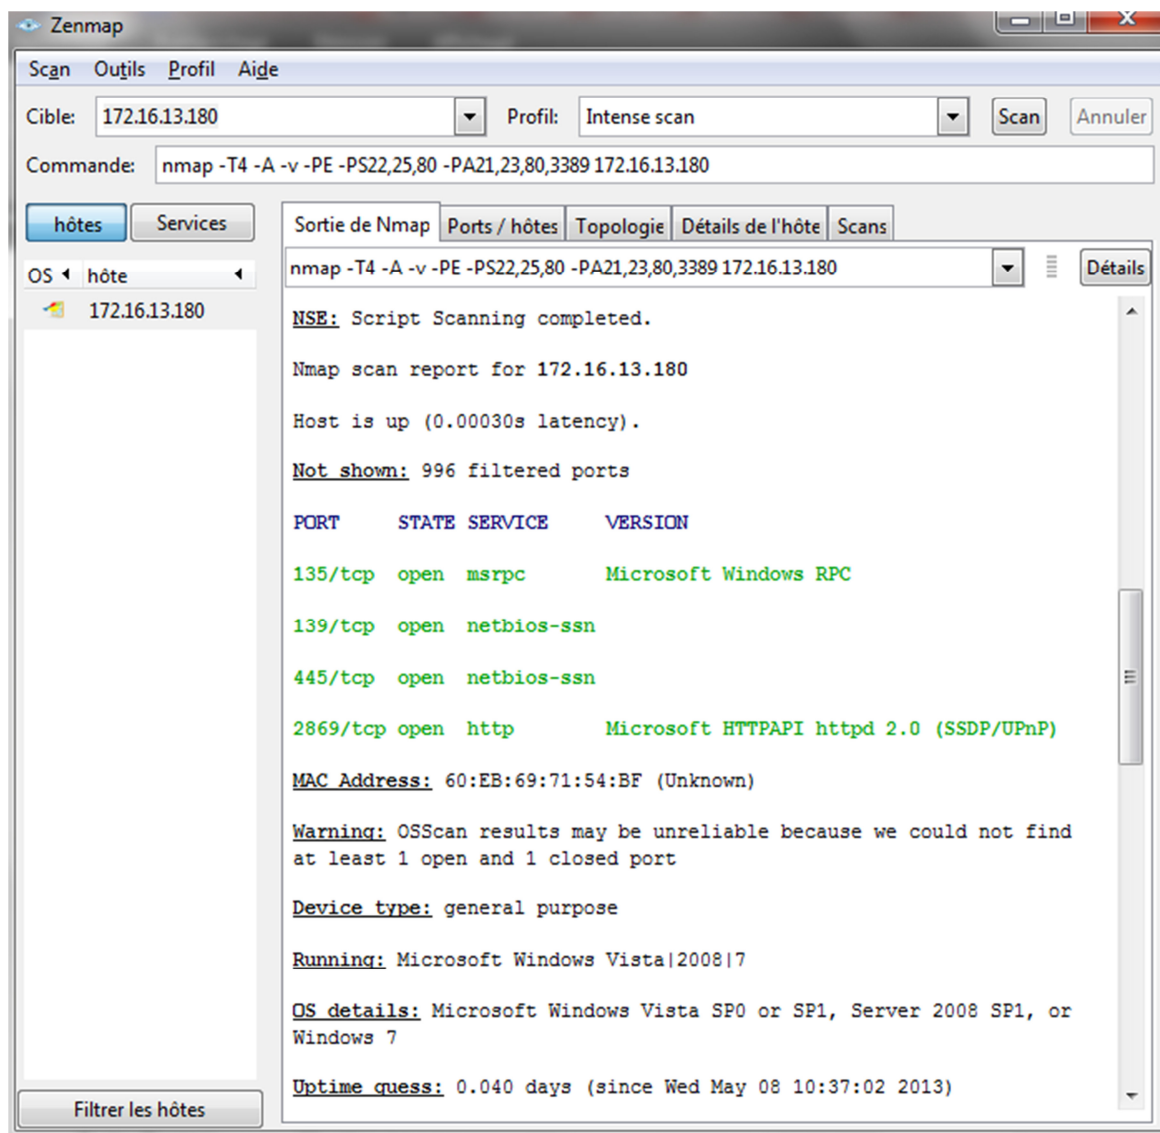 Zenmap
Scan Outils Profil Aide
Cible: 172.16.13.180 Profil: Intense scan Scan Annuler
Commande: nmap -T4 -A -v -PE -PS22,25,80 -PA21,23,80,3389 172.16.13.180
hôtes Services
Sortie de Nmap Ports / hôtes Topologie Détails de l'hôte Scans
OS hôte
nmap -T4 -A -v -PE -PS22,25,80 -PA21,23,80,3389 172.16.13.180 Détails
172.16.13.180
NSE: Script Scanning completed.
Nmap scan report for 172.16.13.180
Host is up (0.00030s latency).
Not shown: 996 filtered ports
PORT STATE SERVICE VERSION
135/tcp open msrpc Microsoft Windows RPC
139/tcp open netbios-ssn
445/tcp open netbios-ssn
2869/tcp open http Microsoft HTTPAPI httpd 2.0 (SSDP/UPnP)
MAC Address: 60:EB:69:71:54:BF (Unknown)
Warning: OSScan results may be unreliable because we could not find
at least 1 open and 1 closed port
Device type: general purpose
Running: Microsoft Windows Vista|2008|7
OS details: Microsoft Windows Vista SP0 or SP1, Server 2008 SP1, or
Windows 7
Uptime guess: 0.040 days (since Wed May 08 10:37:02 2013)
Filtrer les hôtes